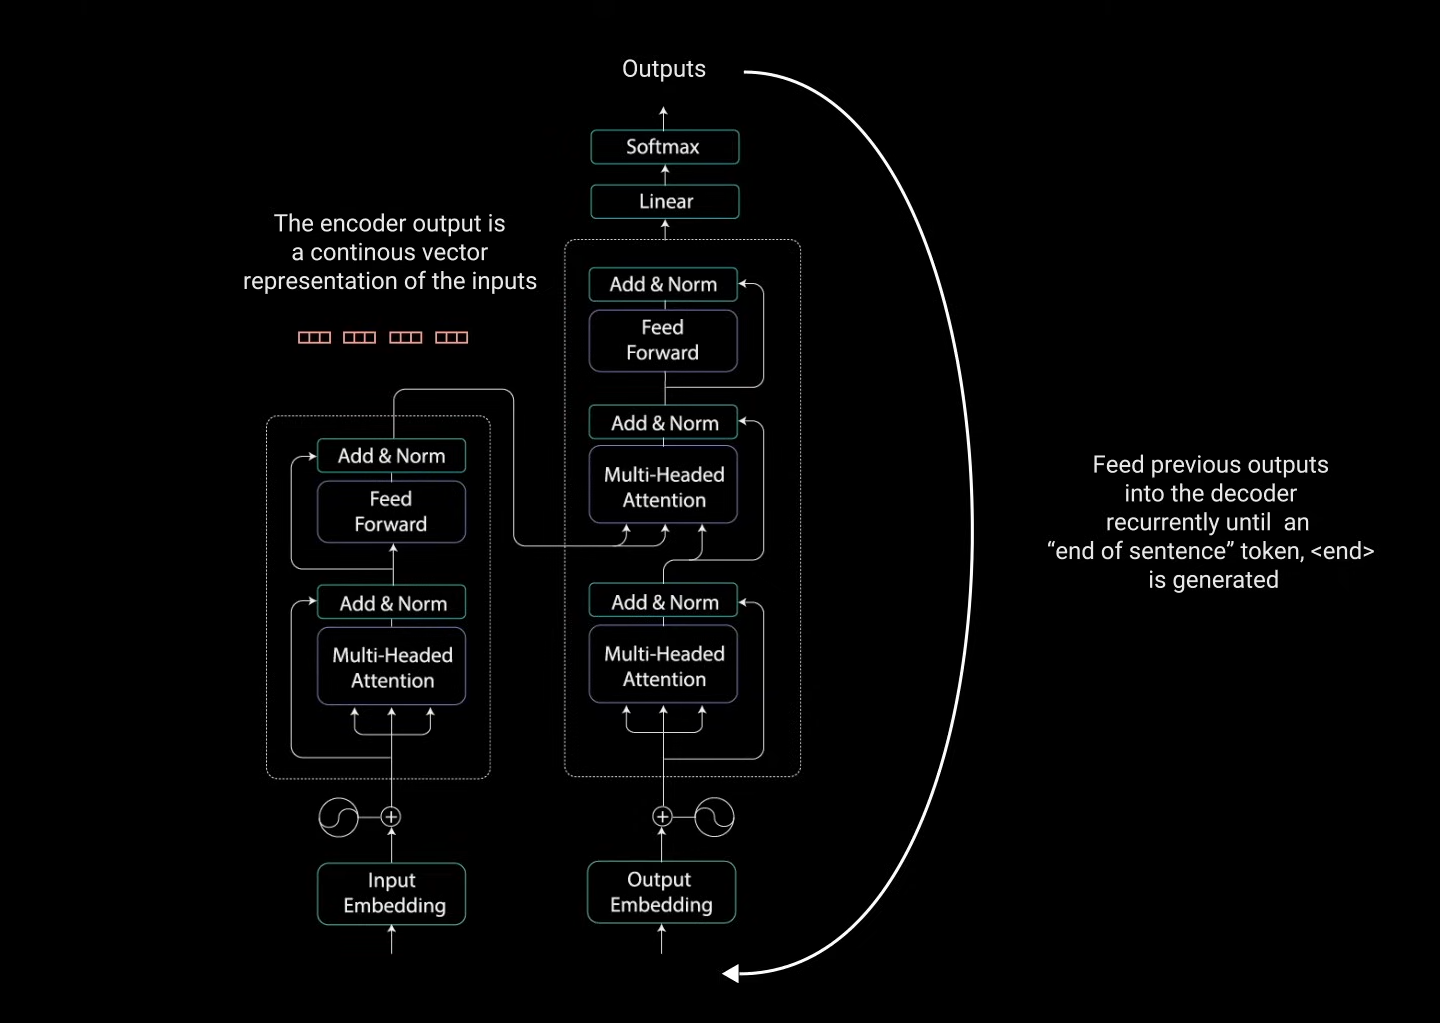 Outputs
Softmax
Linear
The encoder output is
a continous vector
representation of the inputs
Add & Norm
Feed
Forward
Add & Norm
Multi-Headed
Attention
Add & Norm
Multi-Headed
Attention
Add & Norm
Feed
Forward
Add & Norm
Multi-Headed
Attention
Input
Embedding
Output
Embedding
Feed previous outputs
into the decoder
recurrently until an
“end of sentence” token, <end>
is generated